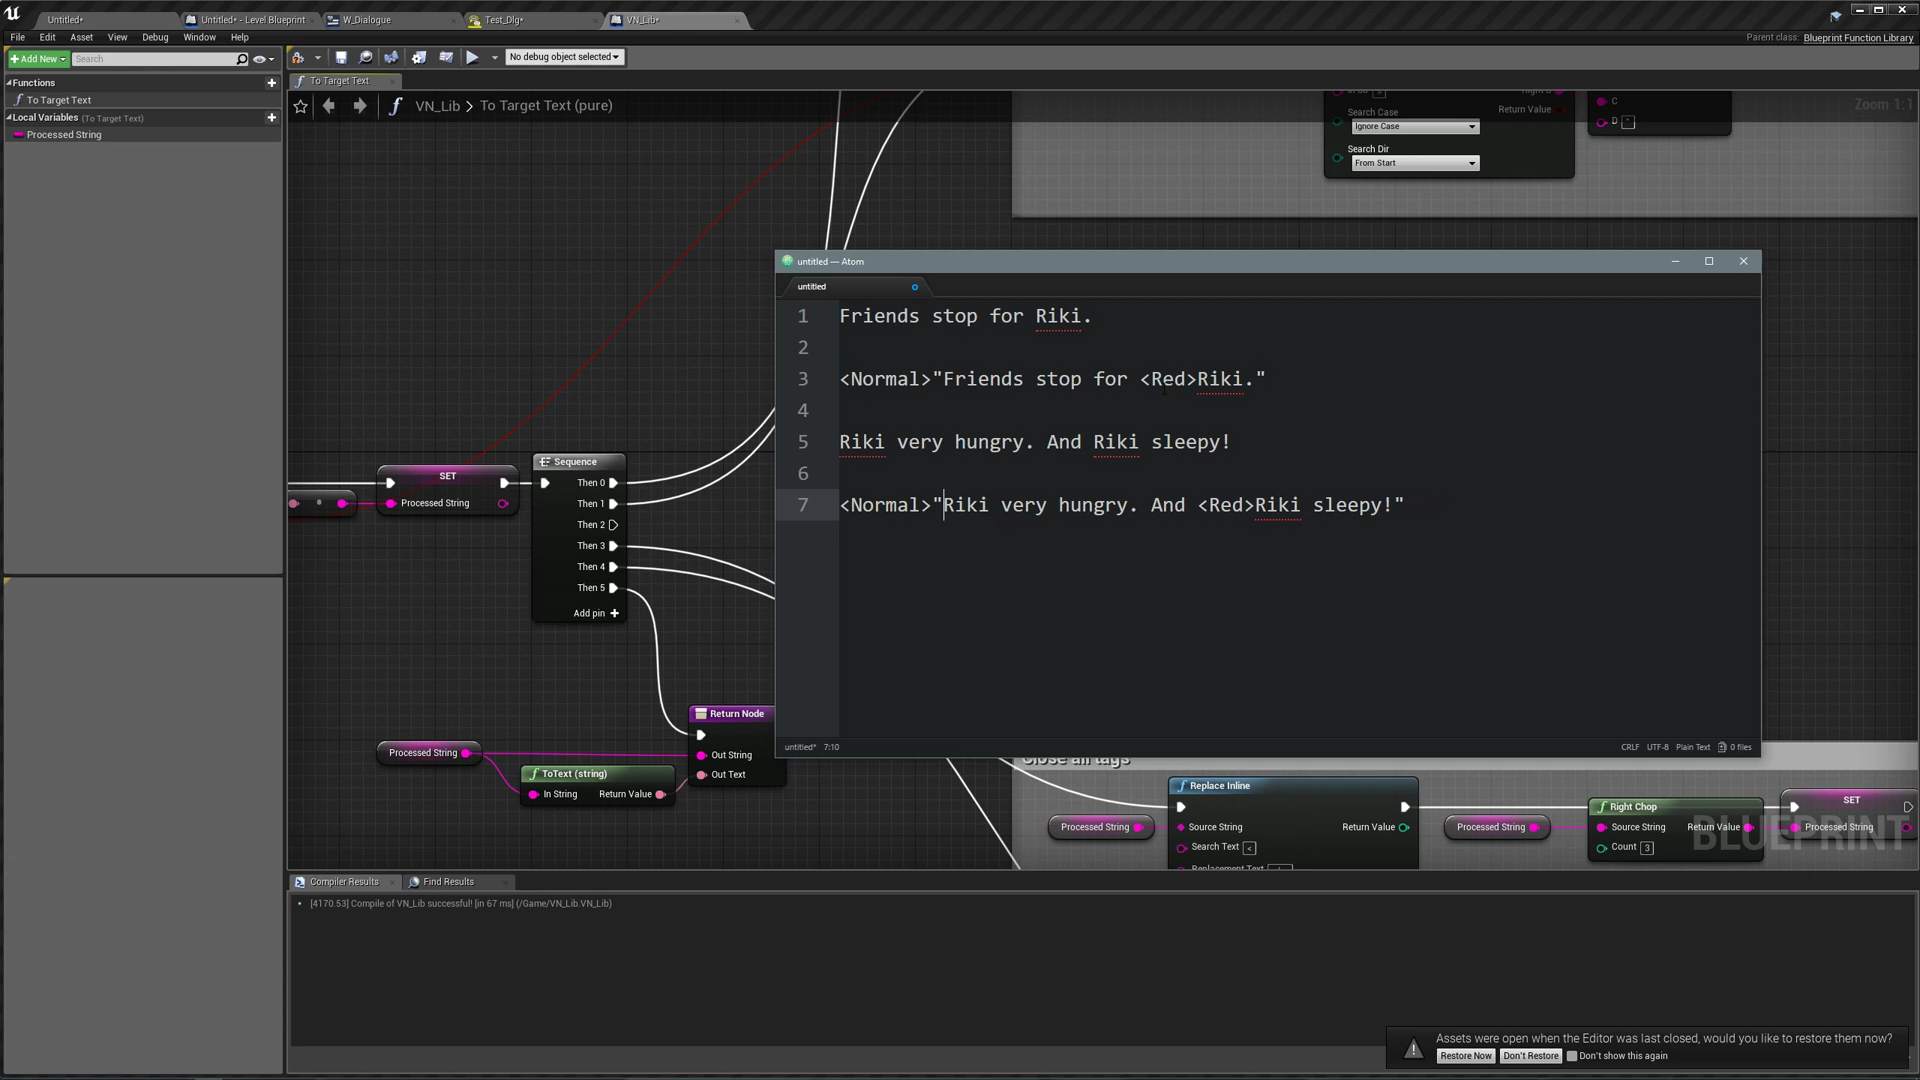 Untitled*
Untitled* - Level Blueprint
W_Dialogue
Test_Dlg*
VN_Lib*
File Edit Asset View Debug Window Help
Parent class: Blueprint Function Library
Add New
Search
No debug object selected
Functions
To Target Text
Local Variables (To Target Text)
Processed String
To Target Text
VN_Lib > To Target Text (pure)
Zoom 1:1
Search Case
Ignore Case
Search Dir
From Start
Return Value
C
D
untitled — Atom
untitled
1 Friends stop for Riki.
2
3 <Normal>"Friends stop for <Red>Riki."
4
5 Riki very hungry. And Riki sleepy!
6
7 <Normal>"Riki very hungry. And <Red>Riki sleepy!"
untitled* 7:10
CRLF UTF-8 Plain Text 0 files
SET
Processed String
Sequence
Then 0
Then 1
Then 2
Then 3
Then 4
Then 5
Add pin
Return Node
Out String
Out Text
Processed String
ToText (string)
In String Return Value
Close all tags
Processed String
Replace Inline
Source String Return Value
Search Text <
Replacement Text
Processed String
Right Chop
Source String Return Value
Count 3
SET
Processed String
BLUEPRINT
Compiler Results
Find Results
[4170.53] Compile of VN_Lib successful! [in 67 ms] (/Game/VN_Lib.VN_Lib)
Assets were open when the Editor was last closed, would you like to restore them now?
Restore Now Don't Restore Don't show this again